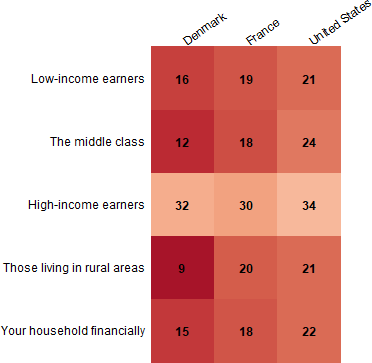 Denmark France United States
Low-income earners 16 19 21
The middle class 12 18 24
High-income earners 32 30 34
Those living in rural areas 9 20 21
Your household financially 15 18 22